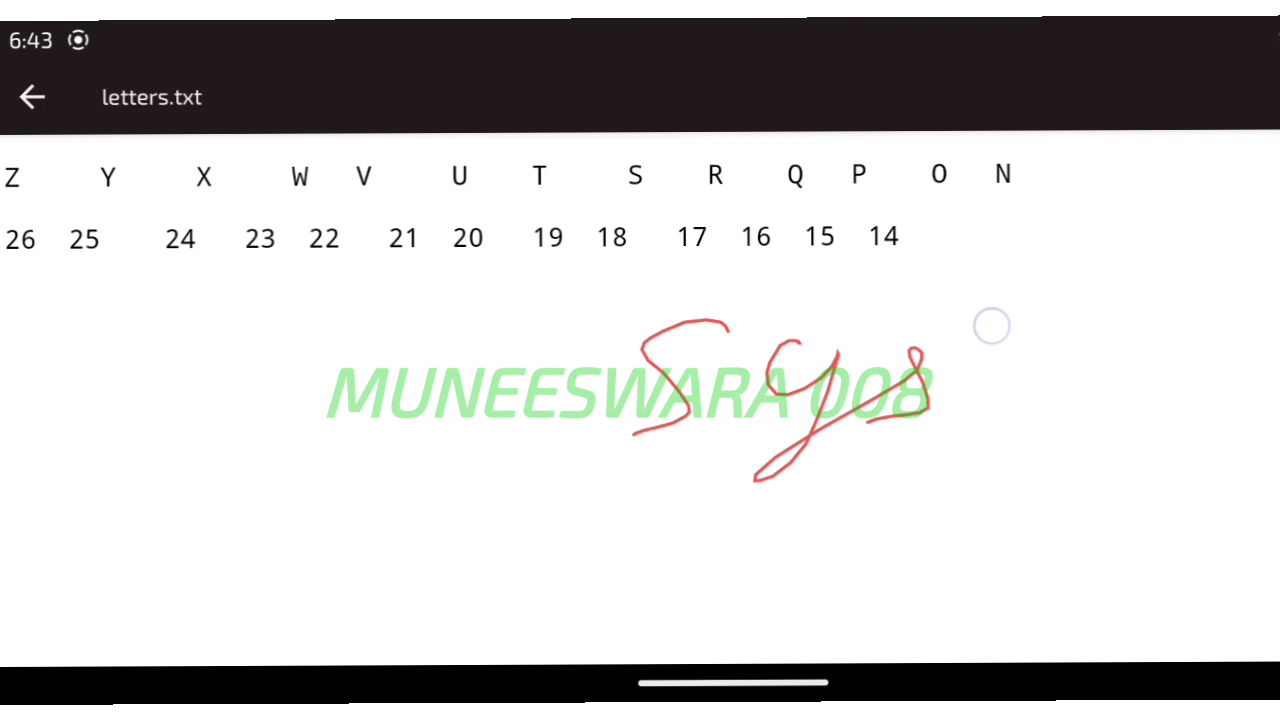 6:43
letters.txt
Z Y X W V U T S R Q P O N
26 25 24 23 22 21 20 19 18 17 16 15 14
MUNEESWARA 008